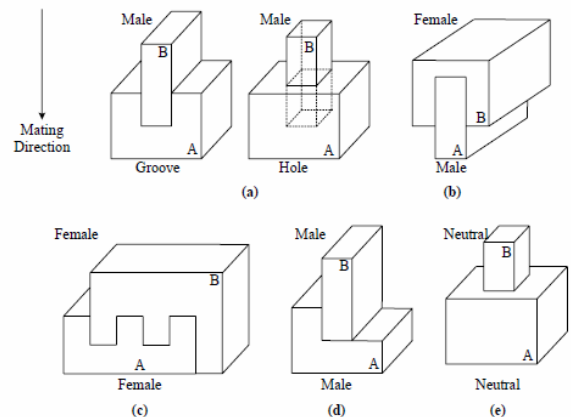 Male
Male
Female
B
B
Mating
Direction
A
A
B
A
Groove
Hole
Male
(a)
(b)
Female
Male
Neutral
B
B
B
A
A
A
Female
Male
Neutral
(c)
(d)
(e)